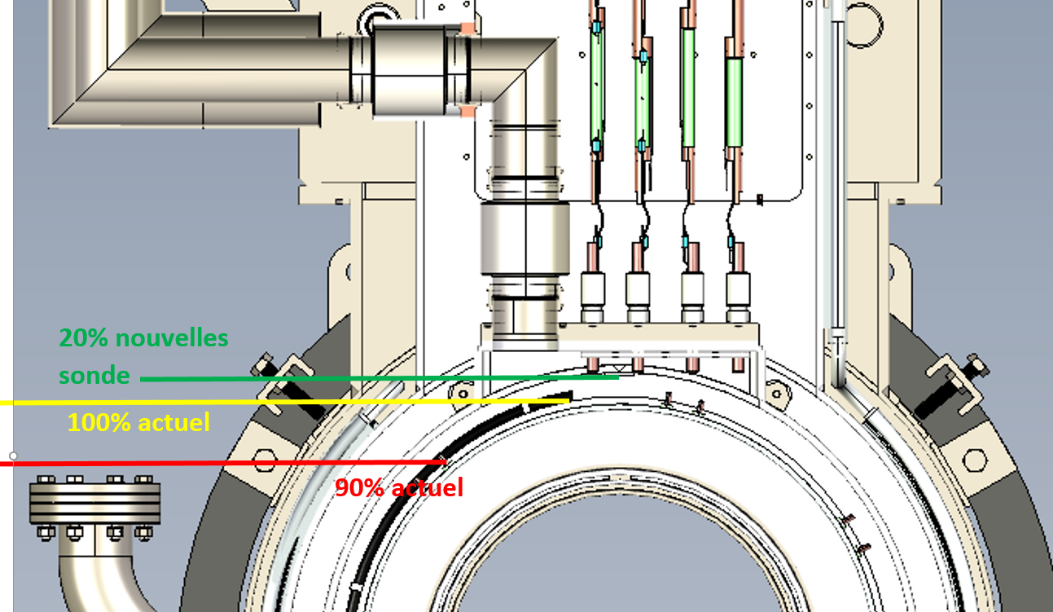 20% nouvelles
sonde
100% actuel
90% actuel